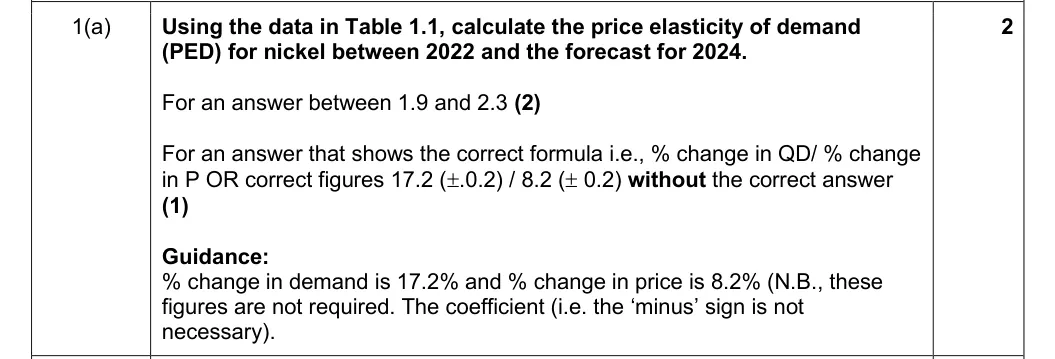 1(a)
Using the data in Table 1.1, calculate the price elasticity of demand
(PED) for nickel between 2022 and the forecast for 2024.
2
For an answer between 1.9 and 2.3 (2)
For an answer that shows the correct formula i.e., % change in QD/ % change
in P OR correct figures 17.2 (±.0.2) / 8.2 (± 0.2) without the correct answer
(1)
Guidance:
% change in demand is 17.2% and % change in price is 8.2% (N.B., these
figures are not required. The coefficient (i.e. the ‘minus’ sign is not
necessary).